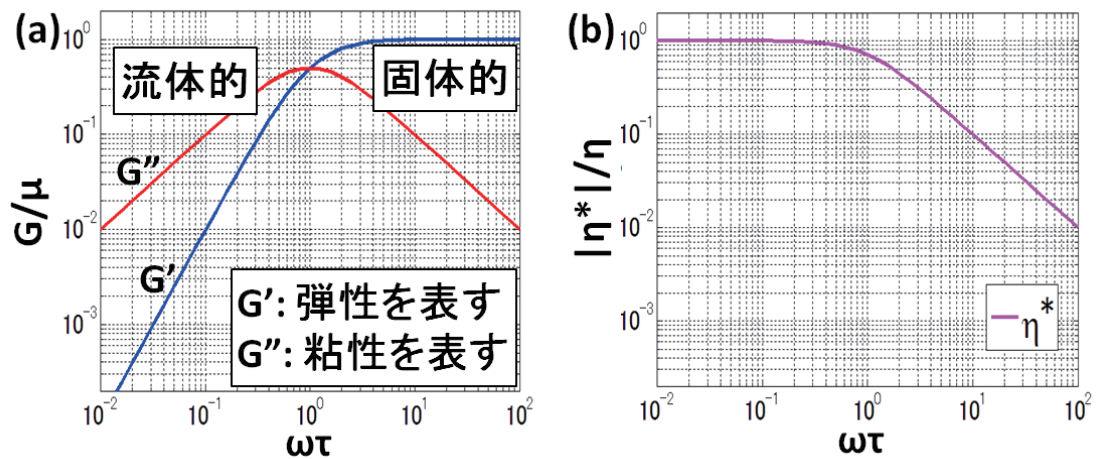 (a)
10⁰
10⁻¹
10⁻²
10⁻³
G/μ
流体的
固体的
G”
G’
G’: 弾性を表す
G”: 粘性を表す
10⁻² 10⁻¹ 10⁰ 10¹ 10²
ωτ
(b)
10⁰
10⁻¹
10⁻²
10⁻³
|η*|/η
η*
10⁻² 10⁻¹ 10⁰ 10¹ 10²
ωτ